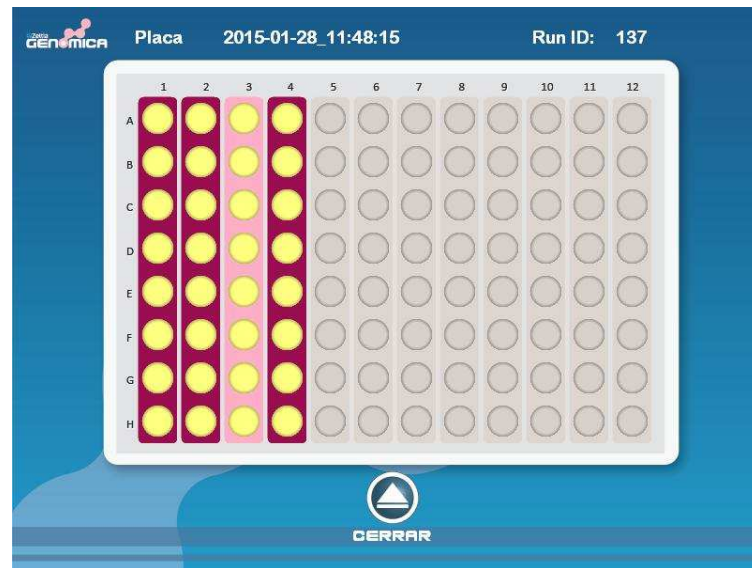 Zeltia
GENOMICA
Placa 2015-01-28_11:48:15 Run ID: 137
1 2 3 4 5 6 7 8 9 10 11 12
A
B
C
D
E
F
G
H
CERRAR